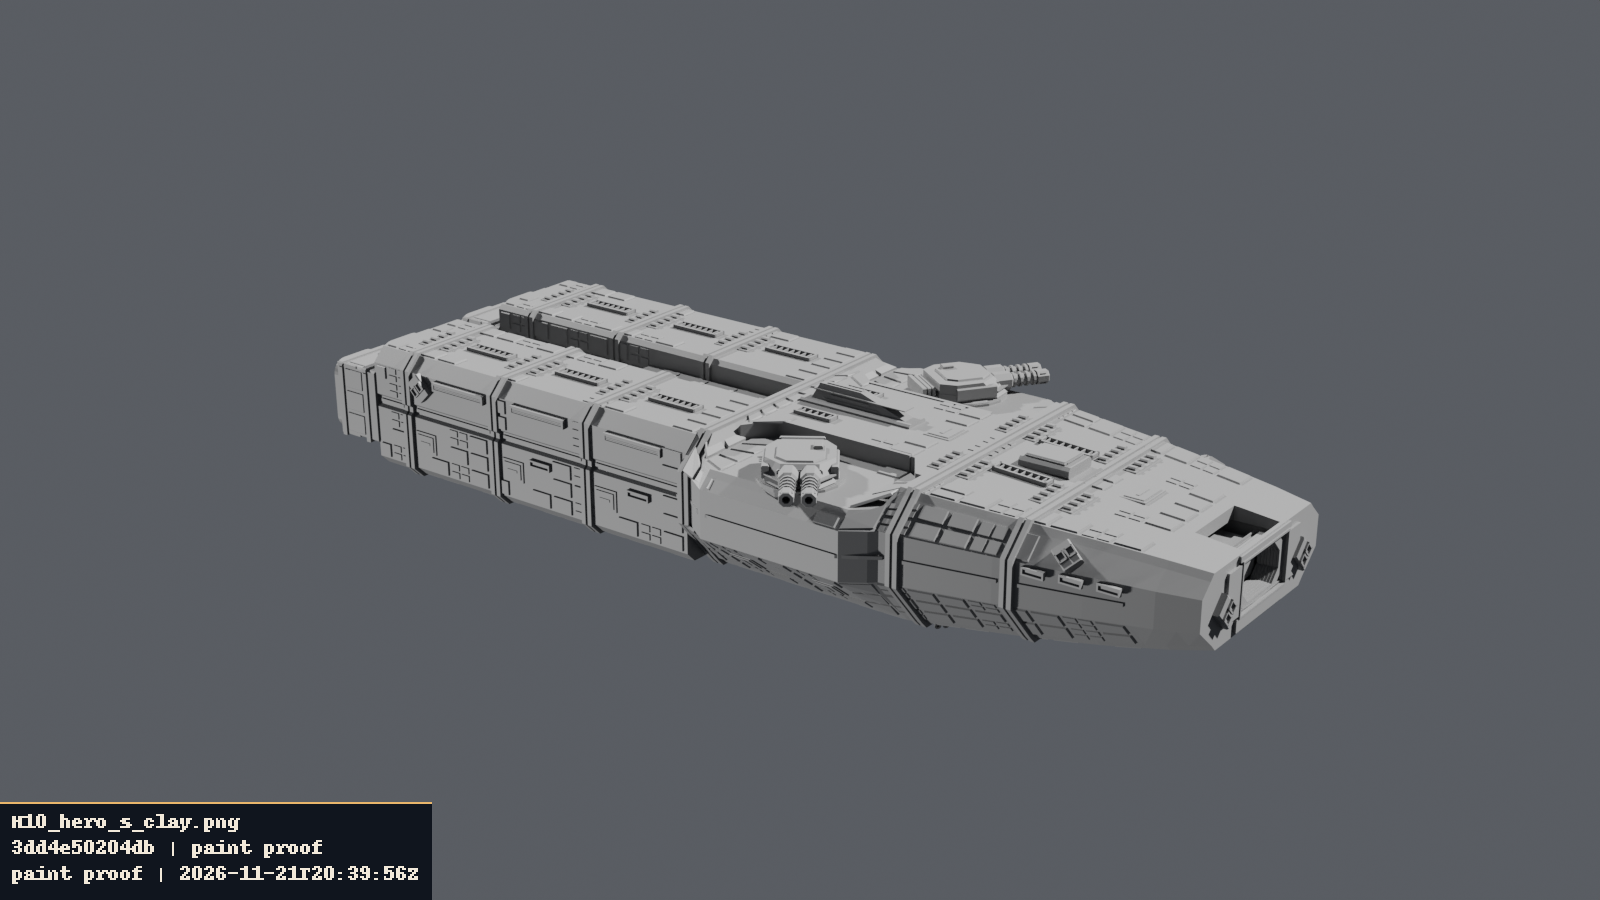 H10_hero_s_clay.png
3dd4e50204db | paint proof
paint proof | 2026-11-21T20:39:56Z